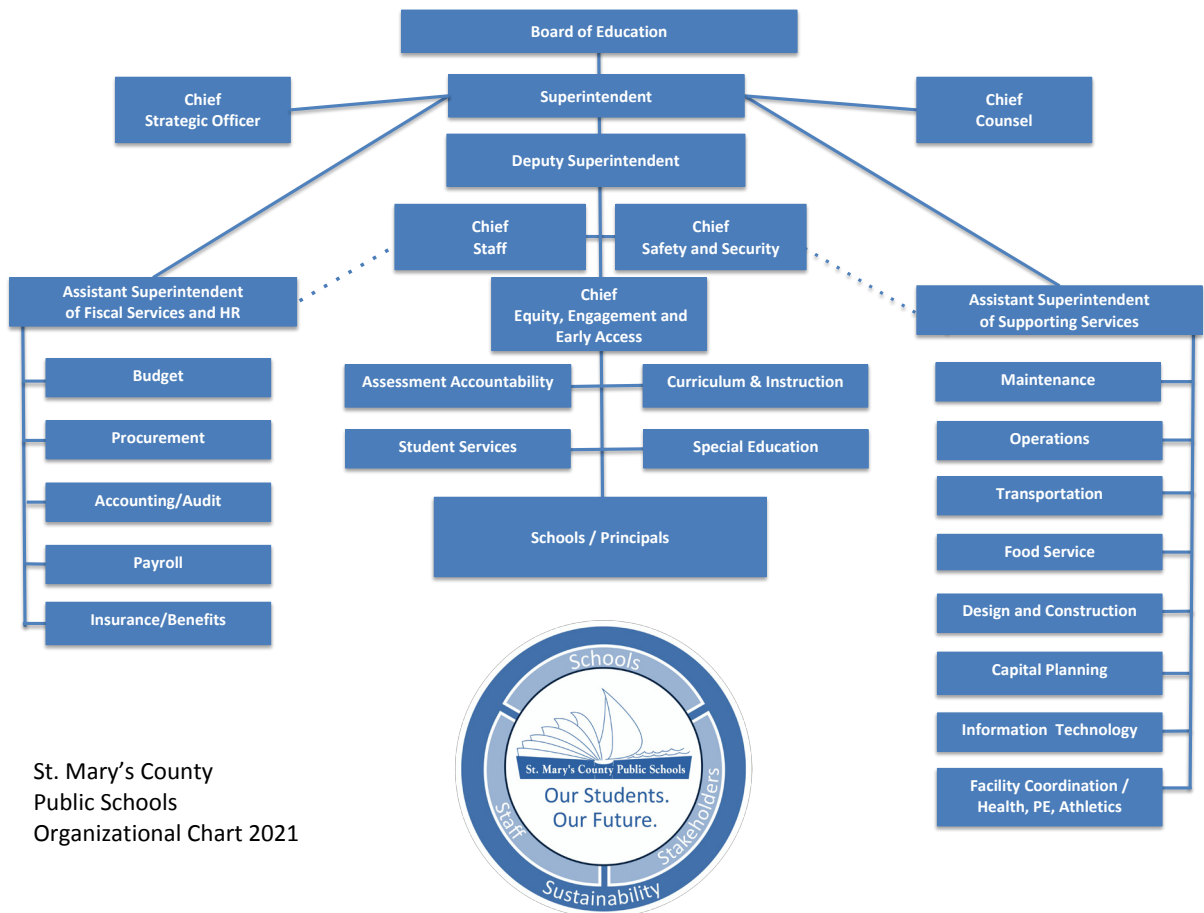 Board of Education
Superintendent
Chief
Strategic Officer
Chief
Counsel
Deputy Superintendent
Chief
Staff
Chief
Safety and Security
Assistant Superintendent
of Fiscal Services and HR
Chief
Equity, Engagement and
Early Access
Assistant Superintendent
of Supporting Services
Budget
Procurement
Accounting/Audit
Payroll
Insurance/Benefits
Assessment Accountability
Curriculum & Instruction
Student Services
Special Education
Schools / Principals
Maintenance
Operations
Transportation
Food Service
Design and Construction
Capital Planning
Information Technology
Facility Coordination /
Health, PE, Athletics
Schools
Staff
Stakeholders
Sustainability
St. Mary's County Public Schools
Our Students.
Our Future.
St. Mary’s County
Public Schools
Organizational Chart 2021